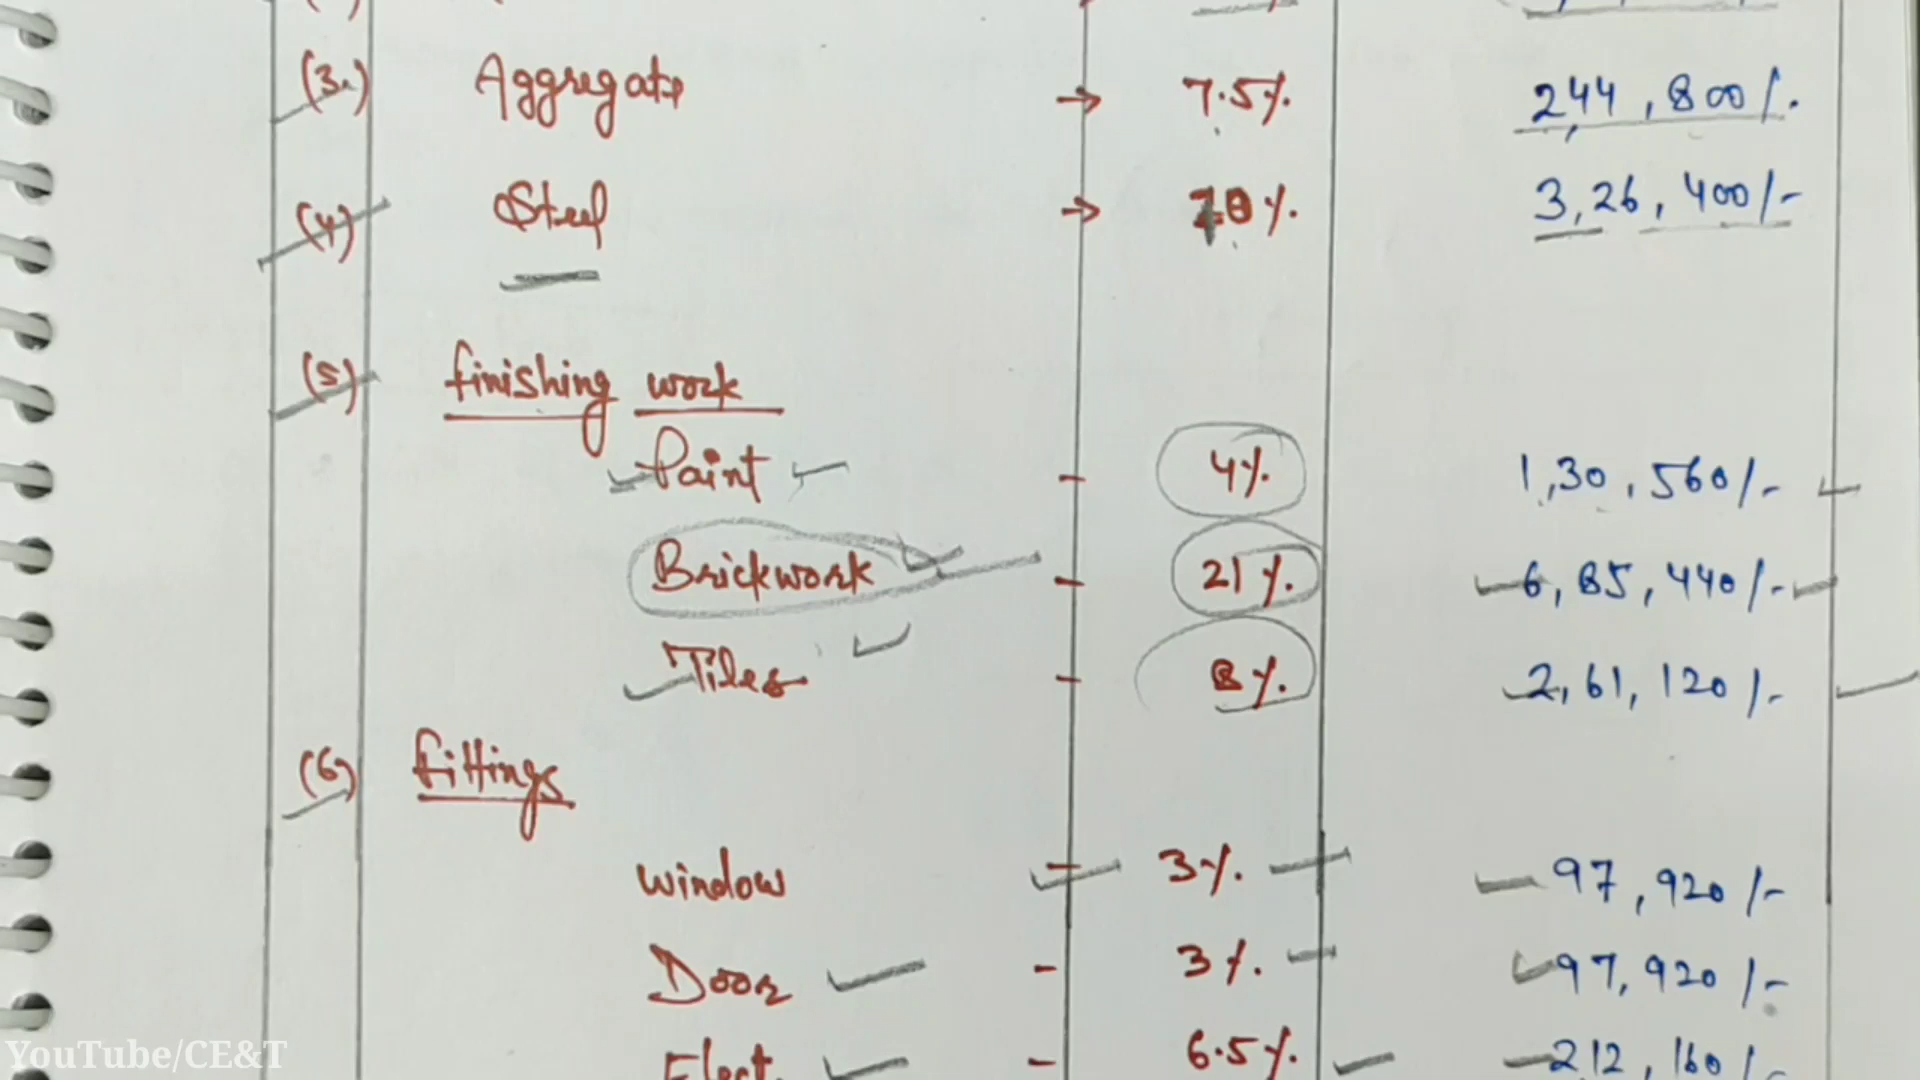 (3.) Aggregate → 7.5% 244,800/.
(4) Steel → 10% 3,26,400/-
(5) finishing work
Paint - 4% 1,30,560/-
Brickwork - 21% 6,85,440/-
Tiles - 8% 2,61,120/-
(6) fittings
Window - 3% 97,920/-
Door - 3% 97,920/-
Elect. - 6.5% 212,160/-
YouTube/CE&T